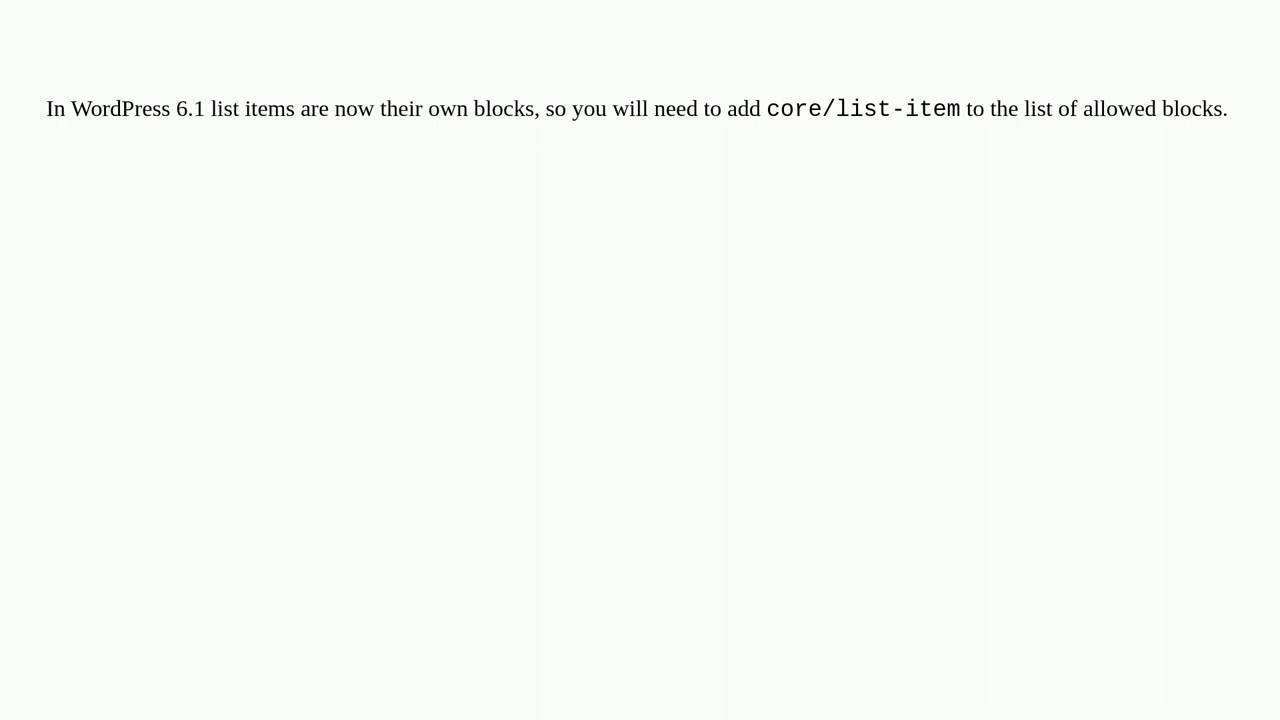 In WordPress 6.1 list items are now their own blocks, so you will need to add core/list-item to the list of allowed blocks.